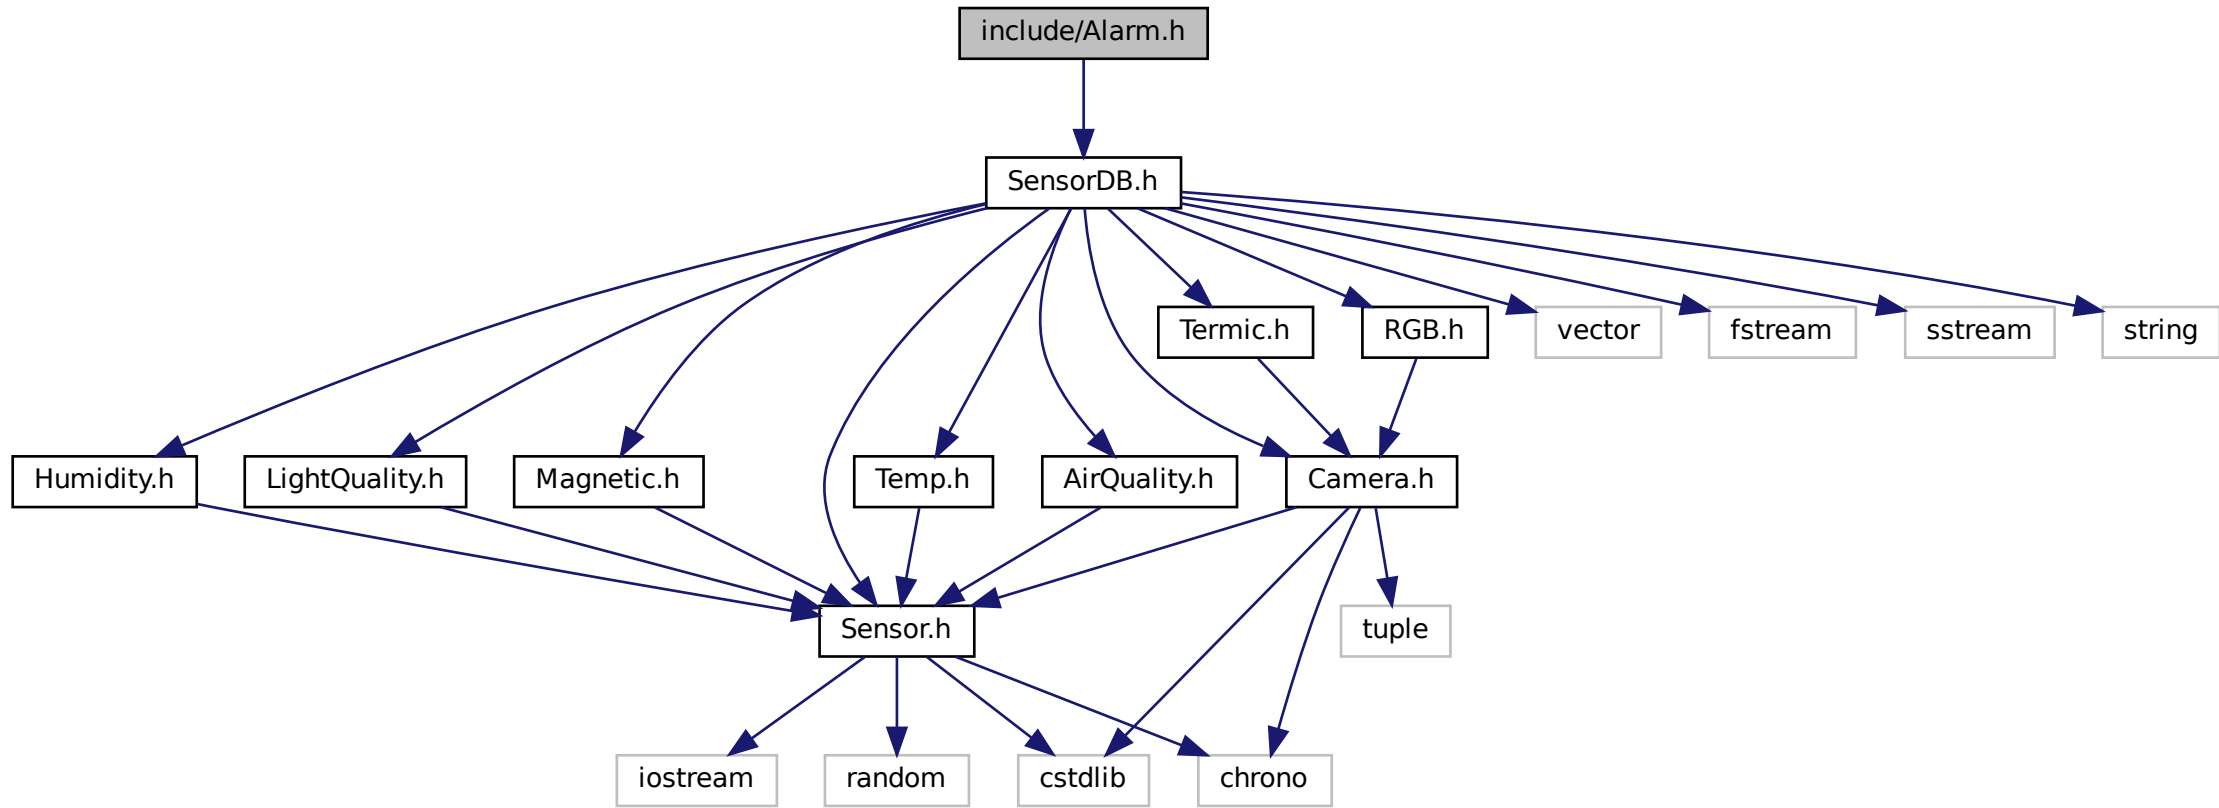 include/Alarm.h
SensorDB.h
Termic.h
RGB.h
vector
fstream
sstream
string
Humidity.h
LightQuality.h
Magnetic.h
Temp.h
AirQuality.h
Camera.h
Sensor.h
tuple
iostream
random
cstdlib
chrono